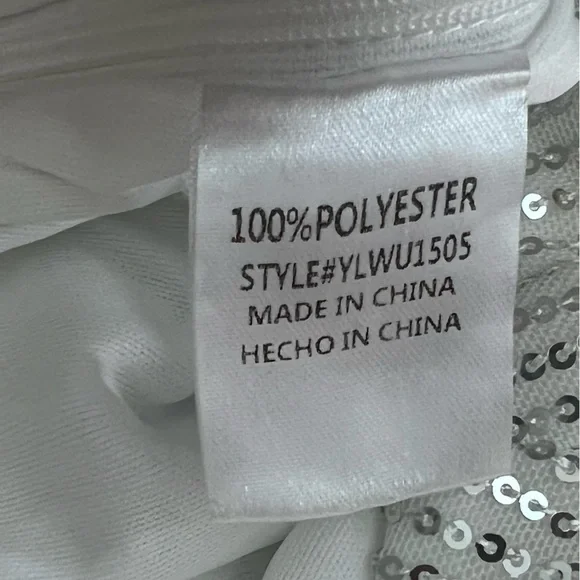 100%POLYESTER
STYLE#YLWU1505
MADE IN CHINA
HECHO IN CHINA